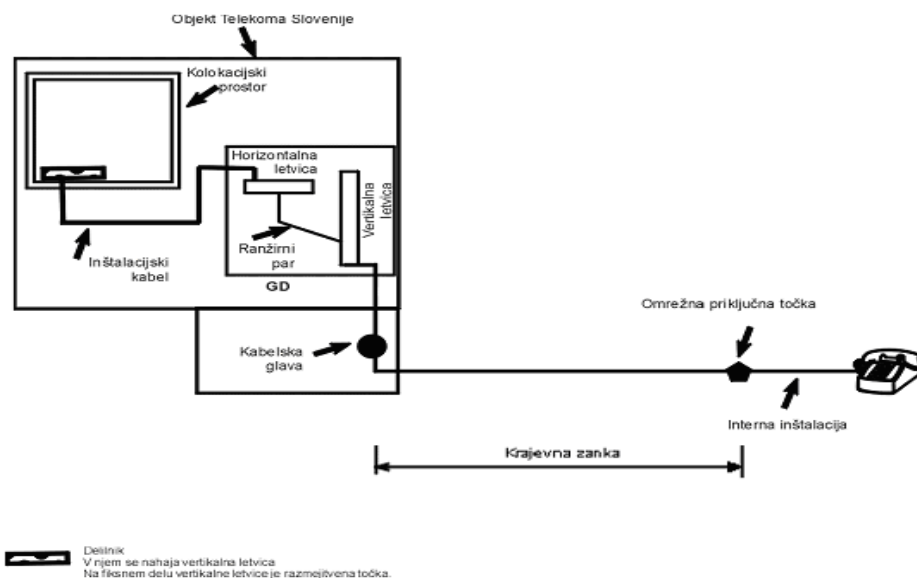 Objekt Telekoma Slovenije
Kolokacijski
prostor
Horizontalna
letvica
Vertikalna
letvica
Ranžirni
par
Inštalacijski
kabel
GD
Omrežna priključna točka
Kabelska
glava
Interna inštalacija
Krajevna zanka
Delilnik
V njem se nahaja vertikalna letvica
Na fiksnem delu vertikalne letvice je razmejitvena točka.